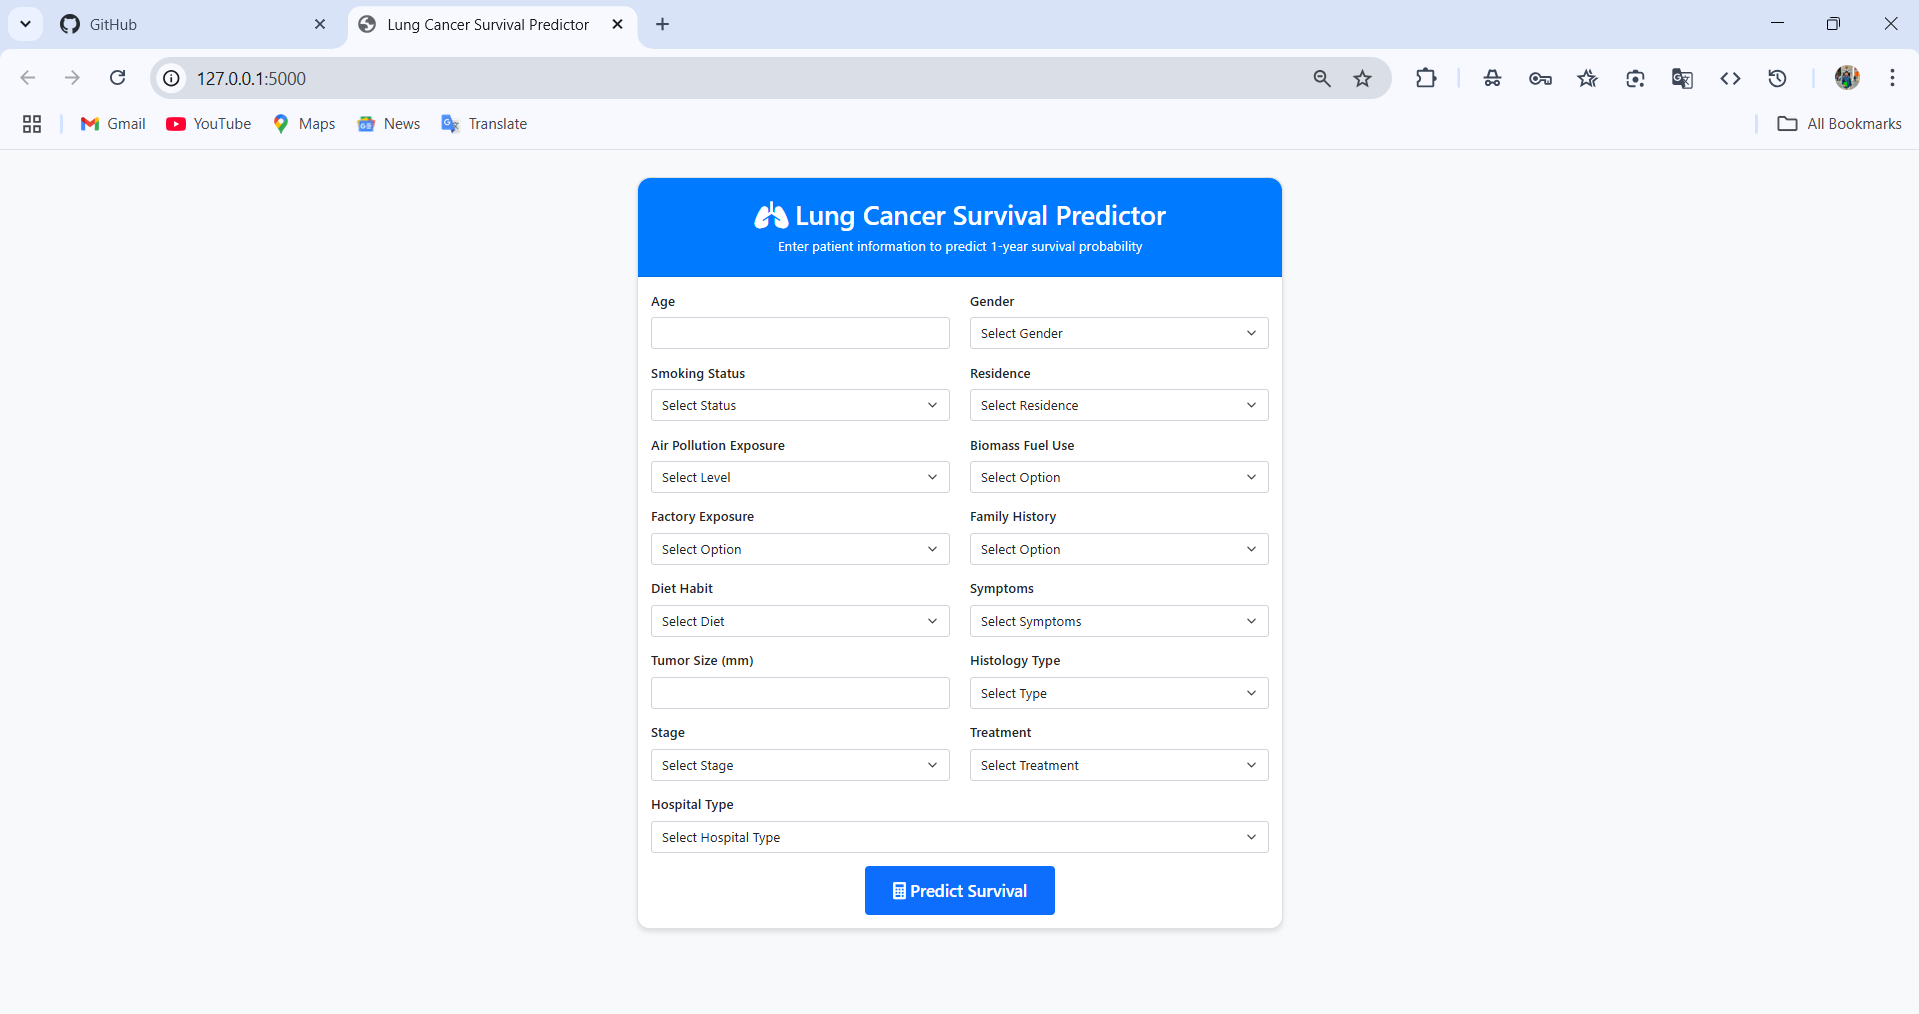 GitHub
Lung Cancer Survival Predictor
127.0.0.1:5000
Gmail YouTube Maps News Translate All Bookmarks
Lung Cancer Survival Predictor
Enter patient information to predict 1-year survival probability
Age Gender
Select Gender
Smoking Status Residence
Select Status Select Residence
Air Pollution Exposure Biomass Fuel Use
Select Level Select Option
Factory Exposure Family History
Select Option Select Option
Diet Habit Symptoms
Select Diet Select Symptoms
Tumor Size (mm) Histology Type
Select Type
Stage Treatment
Select Stage Select Treatment
Hospital Type
Select Hospital Type
Predict Survival